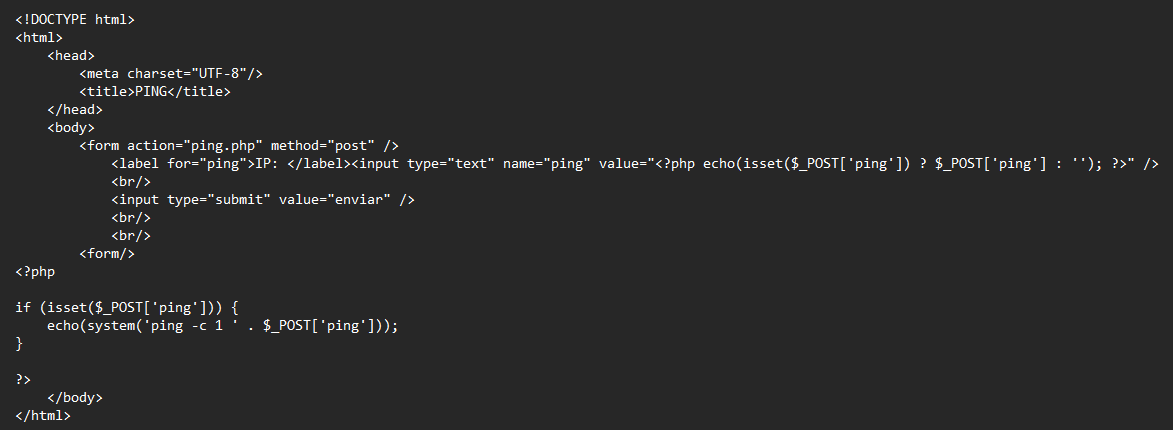 <!DOCTYPE html>
<html>
    <head>
        <meta charset="UTF-8"/>
        <title>PING</title>
    </head>
    <body>
        <form action="ping.php" method="post" />
            <label for="ping">IP: </label><input type="text" name="ping" value="<?php echo(isset($_POST['ping']) ? $_POST['ping'] : ''); ?>" />
            <br/>
            <input type="submit" value="enviar" />
            <br/>
            <br/>
        <form/>
<?php

if (isset($_POST['ping'])) {
    echo(system('ping -c 1 ' . $_POST['ping']));
}

?>
    </body>
</html>